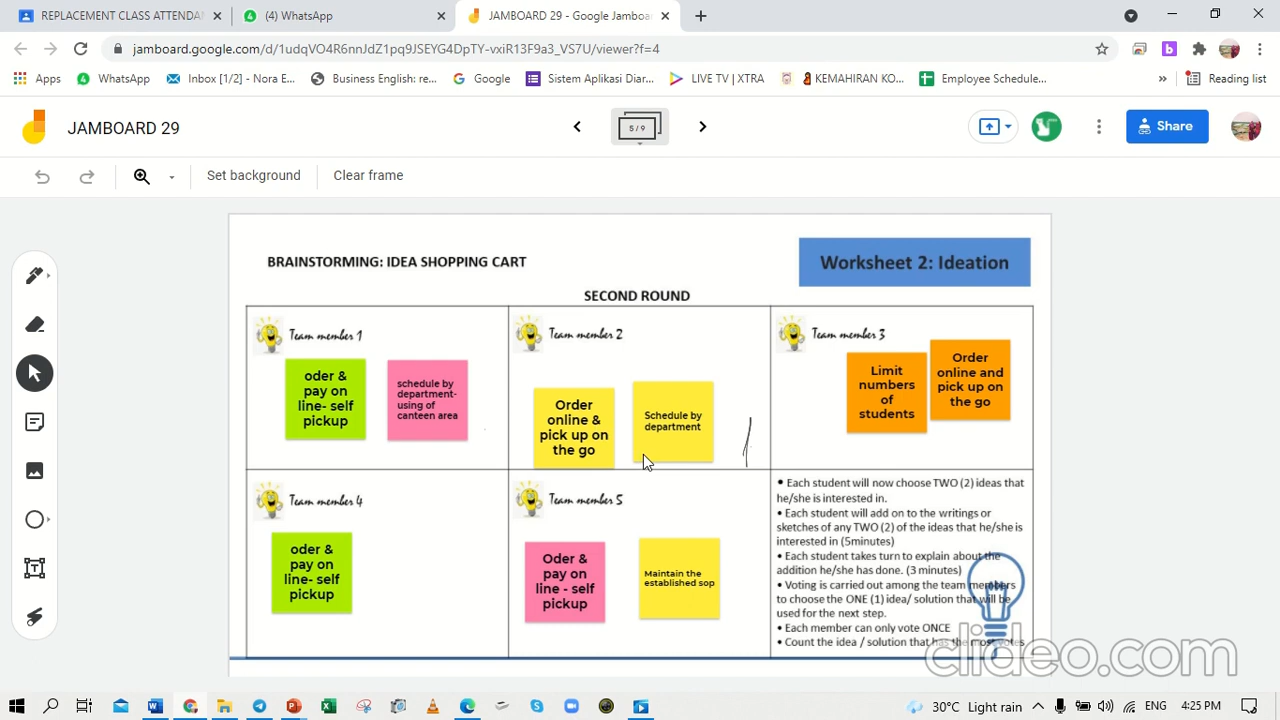 REPLACEMENT CLASS ATTENDA
(4) WhatsApp
JAMBOARD 29 - Google Jamboa
jamboard.google.com/d/1udqVO4R6nnJdZ1pq9JSEYG4DpTY-vxiR13F9a3_VS7U/viewer?f=4
Apps
WhatsApp
Inbox [1/2] - Nora E...
Business English: re...
Google
Sistem Aplikasi Diar...
LIVE TV | XTRA
KEMAHIRAN KO...
Employee Schedule...
»
Reading list
JAMBOARD 29
5 / 9
Share
Set background
Clear frame
BRAINSTORMING: IDEA SHOPPING CART
Worksheet 2: Ideation
SECOND ROUND
Team member 1
oder &
pay on
line- self
pickup
schedule by
department-
using of
canteen area
Team member 2
Order
online &
pick up on
the go
Schedule by
department
Team member 3
Limit
numbers
of
students
Order
online and
pick up on
the go
Team member 4
oder &
pay on
line- self
pickup
Team member 5
Oder &
pay on
line - self
pickup
Maintain the
established sop
• Each student will now choose TWO (2) ideas that
he/she is interested in.
• Each student will add on to the writings or
sketches of any TWO (2) of the ideas that he/she is
interested in (5minutes)
• Each student takes turn to explain about the
addition he/she has done. (3 minutes)
• Voting is carried out among the team members
to choose the ONE (1) idea/ solution that will be
used for the next step.
• Each member can only vote ONCE
• Count the idea / solution that has the most votes
clideo.com
30°C Light rain
ENG
4:25 PM